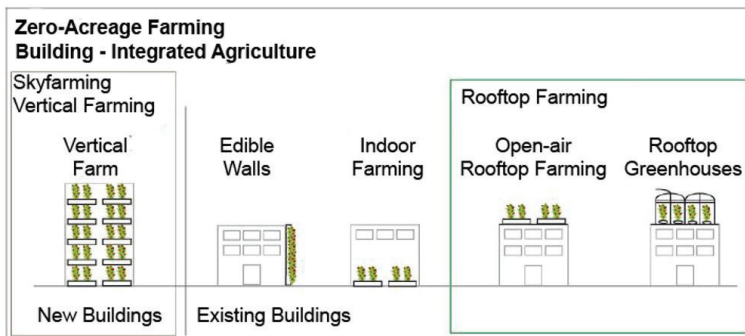 Zero-Acreage Farming
Building - Integrated Agriculture
Skyfarming
Vertical Farming
Rooftop Farming
Vertical
Farm
Edible
Walls
Indoor
Farming
Open-air
Rooftop Farming
Rooftop
Greenhouses
New Buildings
Existing Buildings